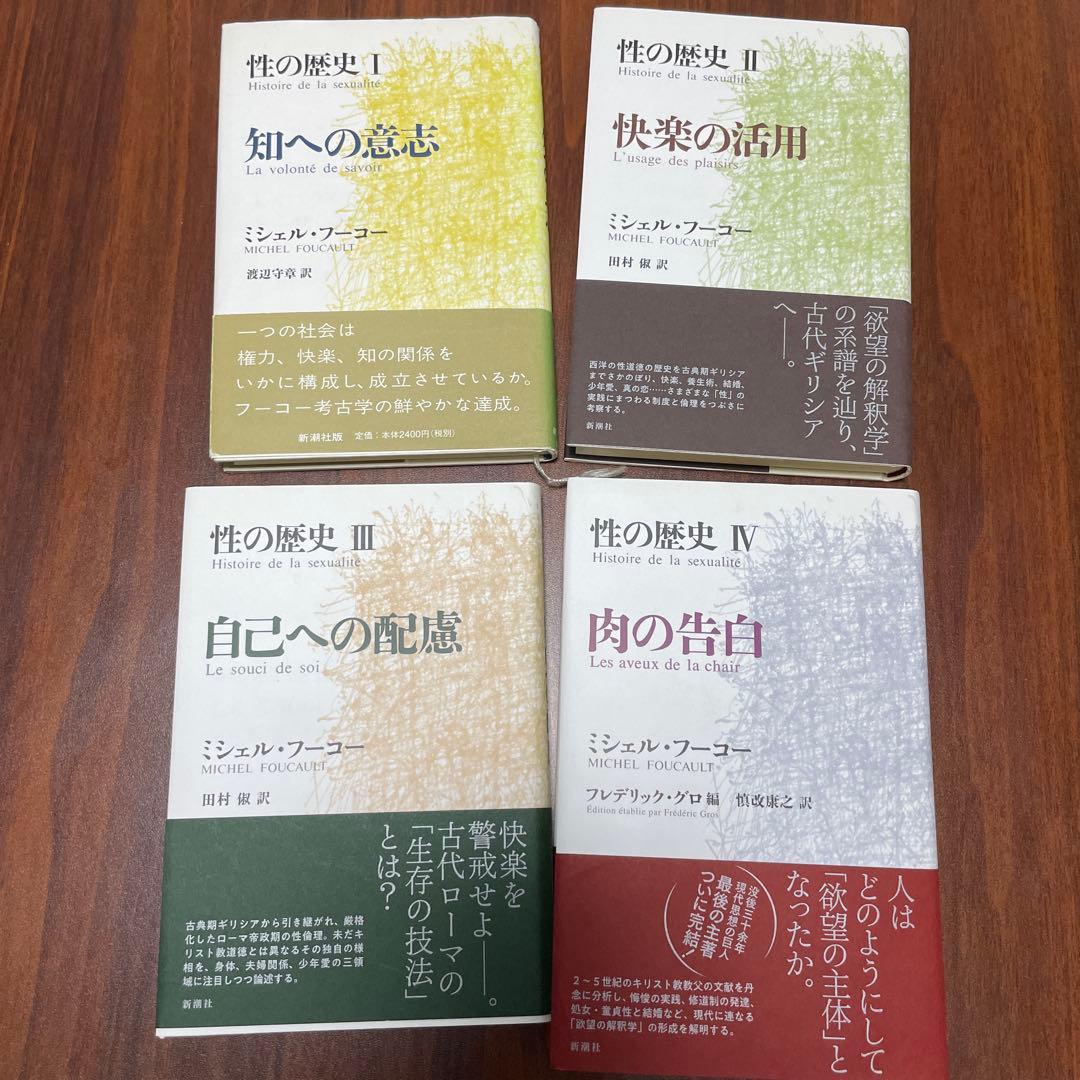 性の歴史 I
Histoire de la sexualité
知への意志
La volonté de savoir
ミシェル・フーコー
MICHEL FOUCAULT
渡辺守章 訳
一つの社会は
権力、快楽、知の関係を
いかに構成し、成立させているか。
フーコー考古学の鮮やかな達成。
新潮社版 定価：本体2400円(税別)
性の歴史 II
Histoire de la sexualité
快楽の活用
L'usage des plaisirs
ミシェル・フーコー
MICHEL FOUCAULT
田村 俶 訳
「欲望の解釈学」
の系譜を辿り、
古代ギリシア
へ──。
西洋の性道徳の歴史を古典期ギリシア
までさかのぼり、快楽、養生術、結婚、
少年愛、真の恋……さまざまな「性」の
実践にまつわる制度と倫理をつぶさに
考察する。
新潮社
性の歴史 III
Histoire de la sexualité
自己への配慮
Le souci de soi
ミシェル・フーコー
MICHEL FOUCAULT
田村 俶 訳
快楽を
警戒せよ──。
古代ローマの
「生存の技法」
とは?
古典期ギリシアから引き継がれ、厳格
化したローマ帝政期の性倫理。未だキ
リスト教道徳とは異なるその独自の様
相を、身体、夫婦関係、少年愛の三領
域に注目しつつ論述する。
新潮社
性の歴史 IV
Histoire de la sexualité
肉の告白
Les aveux de la chair
ミシェル・フーコー
MICHEL FOUCAULT
フレデリック・グロ 編 慎改康之 訳
Édition établie par Frédéric Gros
人は
どのようにして
「欲望の主体」と
なったか。
没後三十余年
現代思想の巨人
最後の主著
ついに完結!
2～5世紀のキリスト教教父の文献を丹
念に分析し、悔悛の実践、修道制の発達、
処女・童貞性と結婚など、現代に連なる
「欲望の解釈学」の形成を解明する。
新潮社